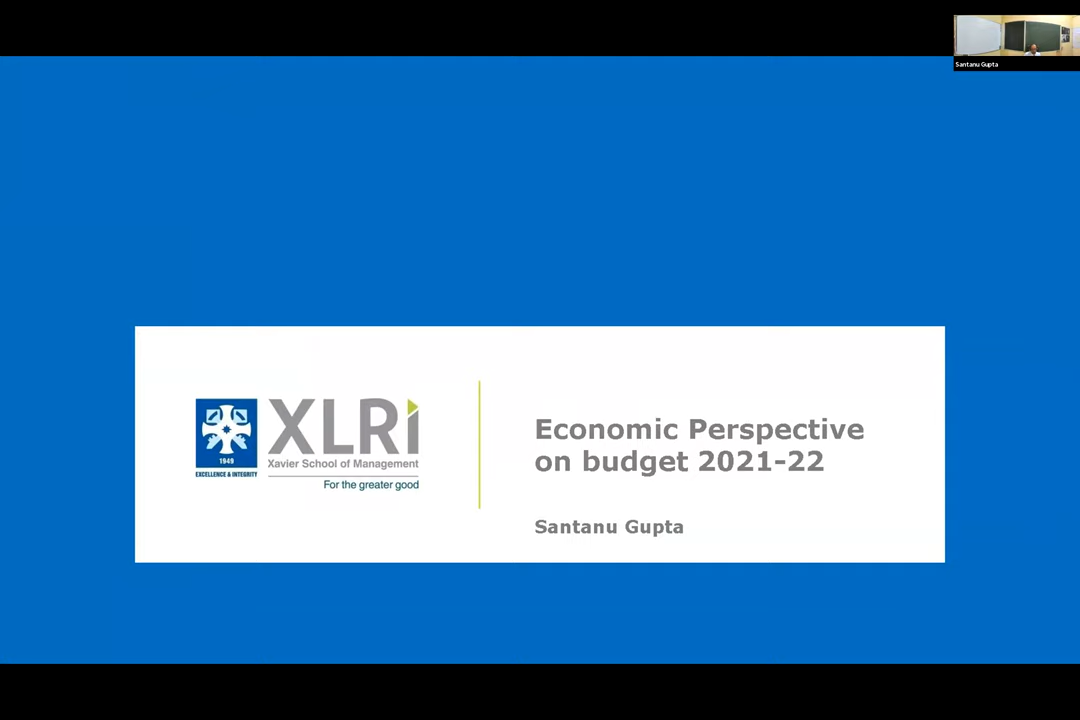 Santanu Gupta
1949
EXCELLENCE & INTEGRITY
XLRi
Xavier School of Management
For the greater good
Economic Perspective
on budget 2021-22
Santanu Gupta